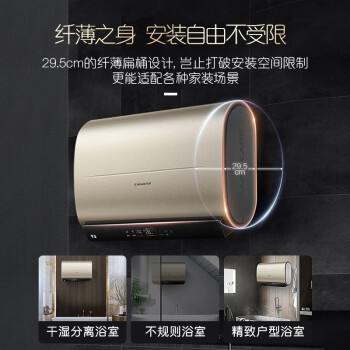 纤薄之身 安装自由不受限
29.5cm的纤薄扁桶设计，岂止打破安装空间限制
更能适配各种家装场景
29.5
cm
干湿分离浴室
不规则浴室
精致户型浴室